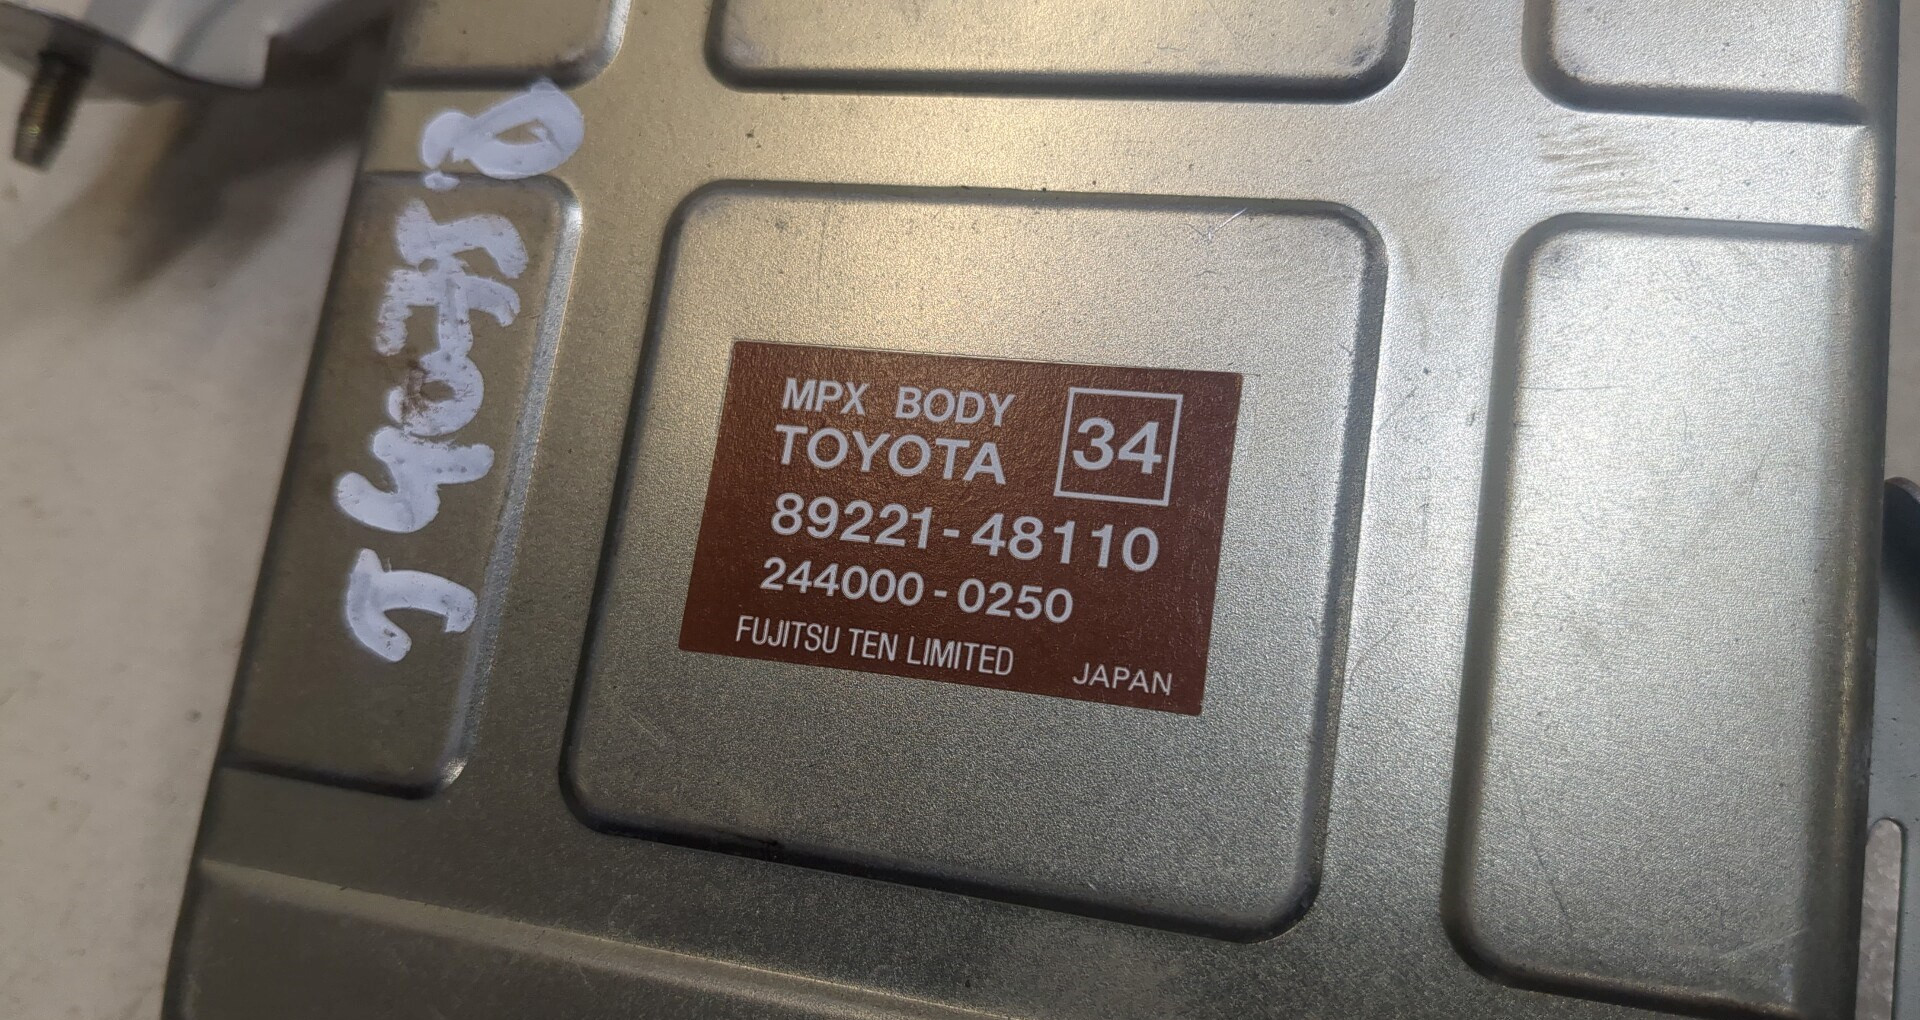 MPX BODY
TOYOTA
34
89221-48110
244000-0250
FUJITSU TEN LIMITED
JAPAN